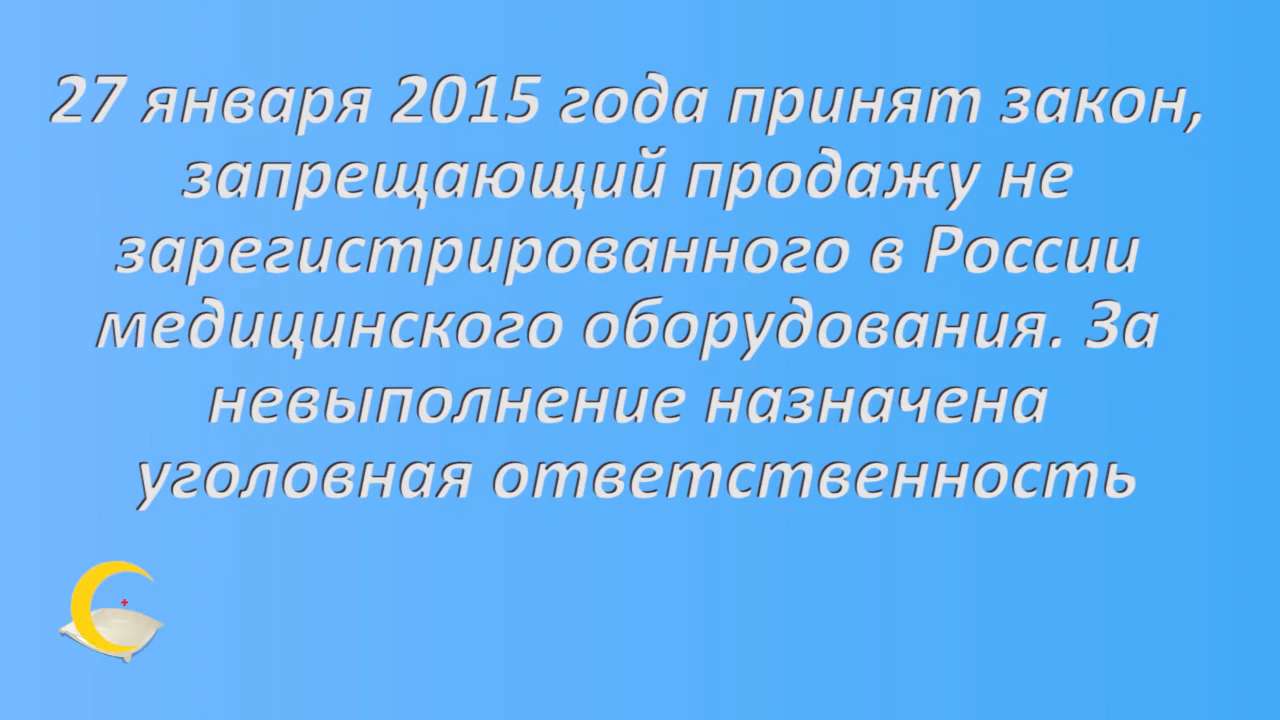 27 января 2015 года принят закон,
запрещающий продажу не
зарегистрированного в России
медицинского оборудования. За
невыполнение назначена
уголовная ответственность